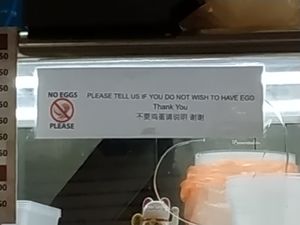 NO EGGS
PLEASE
PLEASE TELL US IF YOU DO NOT WISH TO HAVE EGG
Thank You
不要鸡蛋请说明 谢谢